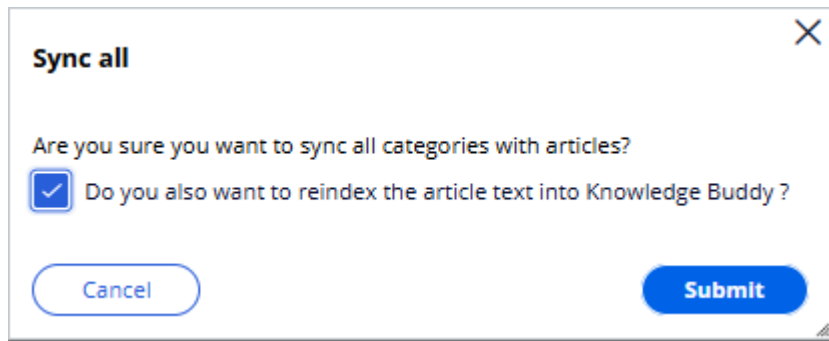 Sync all
Are you sure you want to sync all categories with articles?
Do you also want to reindex the article text into Knowledge Buddy ?
Cancel
Submit